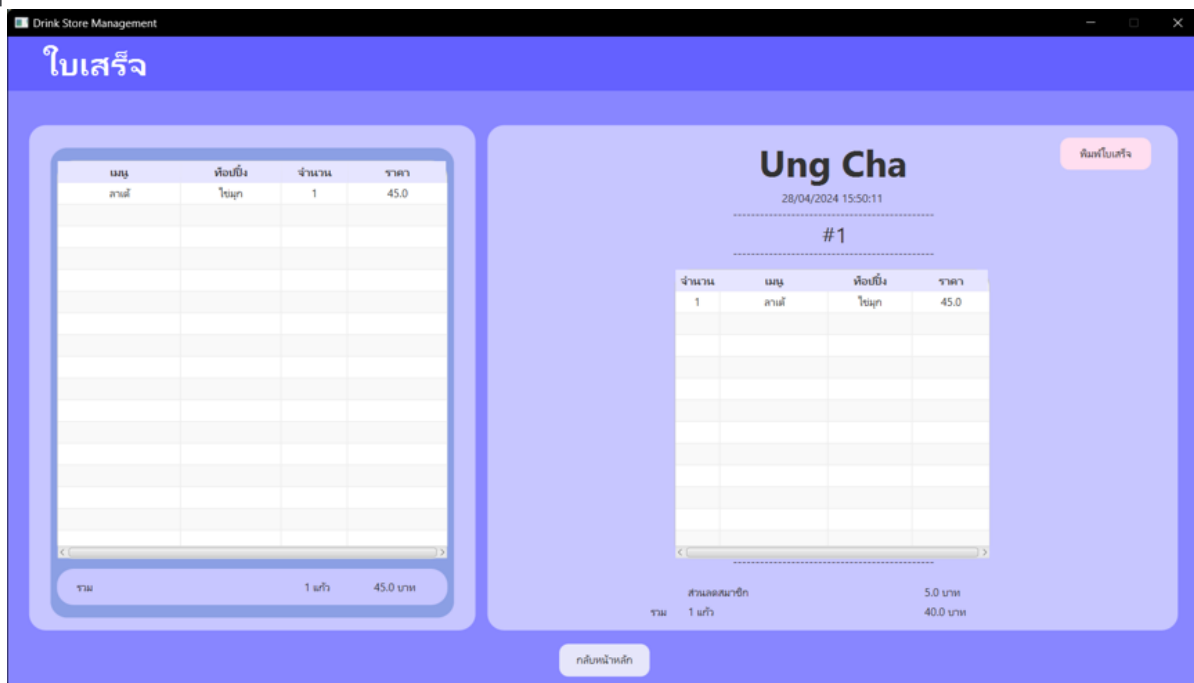 Drink Store Management
ใบเสร็จ
เมนู ท้อปปิ้ง จำนวน ราคา
ลาเต้ ไข่มุก 1 45.0
รวม 1 แก้ว 45.0 บาท
พิมพ์ใบเสร็จ
Ung Cha
28/04/2024 15:50:11
---------------------------------------------
#1
---------------------------------------------
จำนวน เมนู ท้อปปิ้ง ราคา
1 ลาเต้ ไข่มุก 45.0
---------------------------------------------
ส่วนลดสมาชิก 5.0 บาท
รวม 1 แก้ว 40.0 บาท
กลับหน้าหลัก